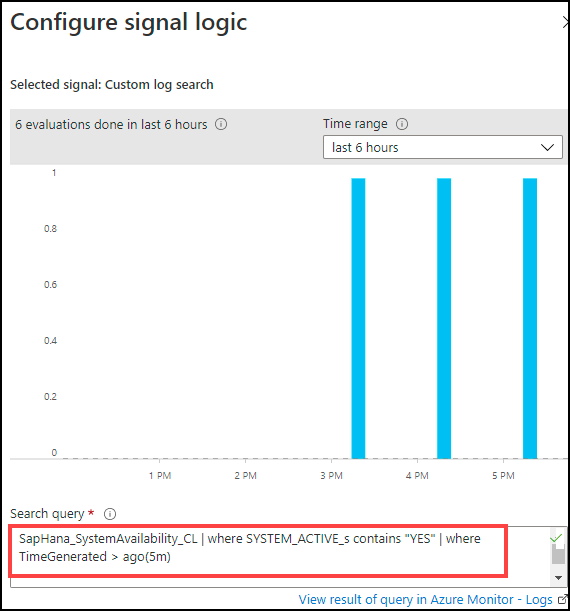 Configure signal logic
Selected signal: Custom log search
6 evaluations done in last 6 hours
Time range
last 6 hours
1
0.8
0.6
0.4
0.2
0
1 PM 2 PM 3 PM 4 PM 5 PM
Search query *
SapHana_SystemAvailability_CL | where SYSTEM_ACTIVE_s contains "YES" | where
TimeGenerated > ago(5m)
View result of query in Azure Monitor - Logs